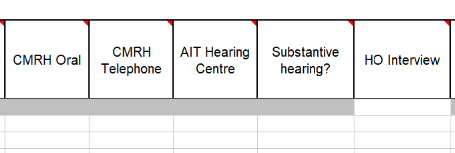 CMRH Oral
CMRH
Telephone
AIT Hearing
Centre
Substantive
hearing?
HO Interview